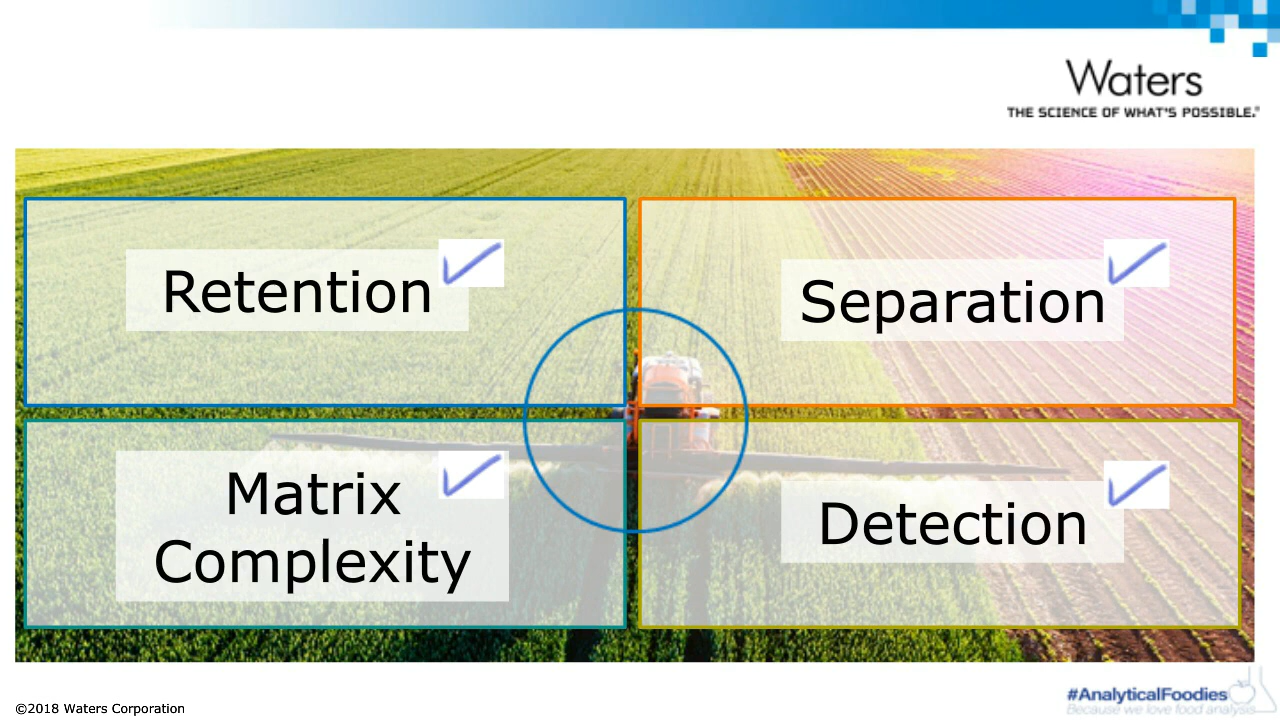 Waters
THE SCIENCE OF WHAT'S POSSIBLE.®
Retention
Separation
Matrix
Complexity
Detection
©2018 Waters Corporation
#AnalyticalFoodies
Because we love food analysis